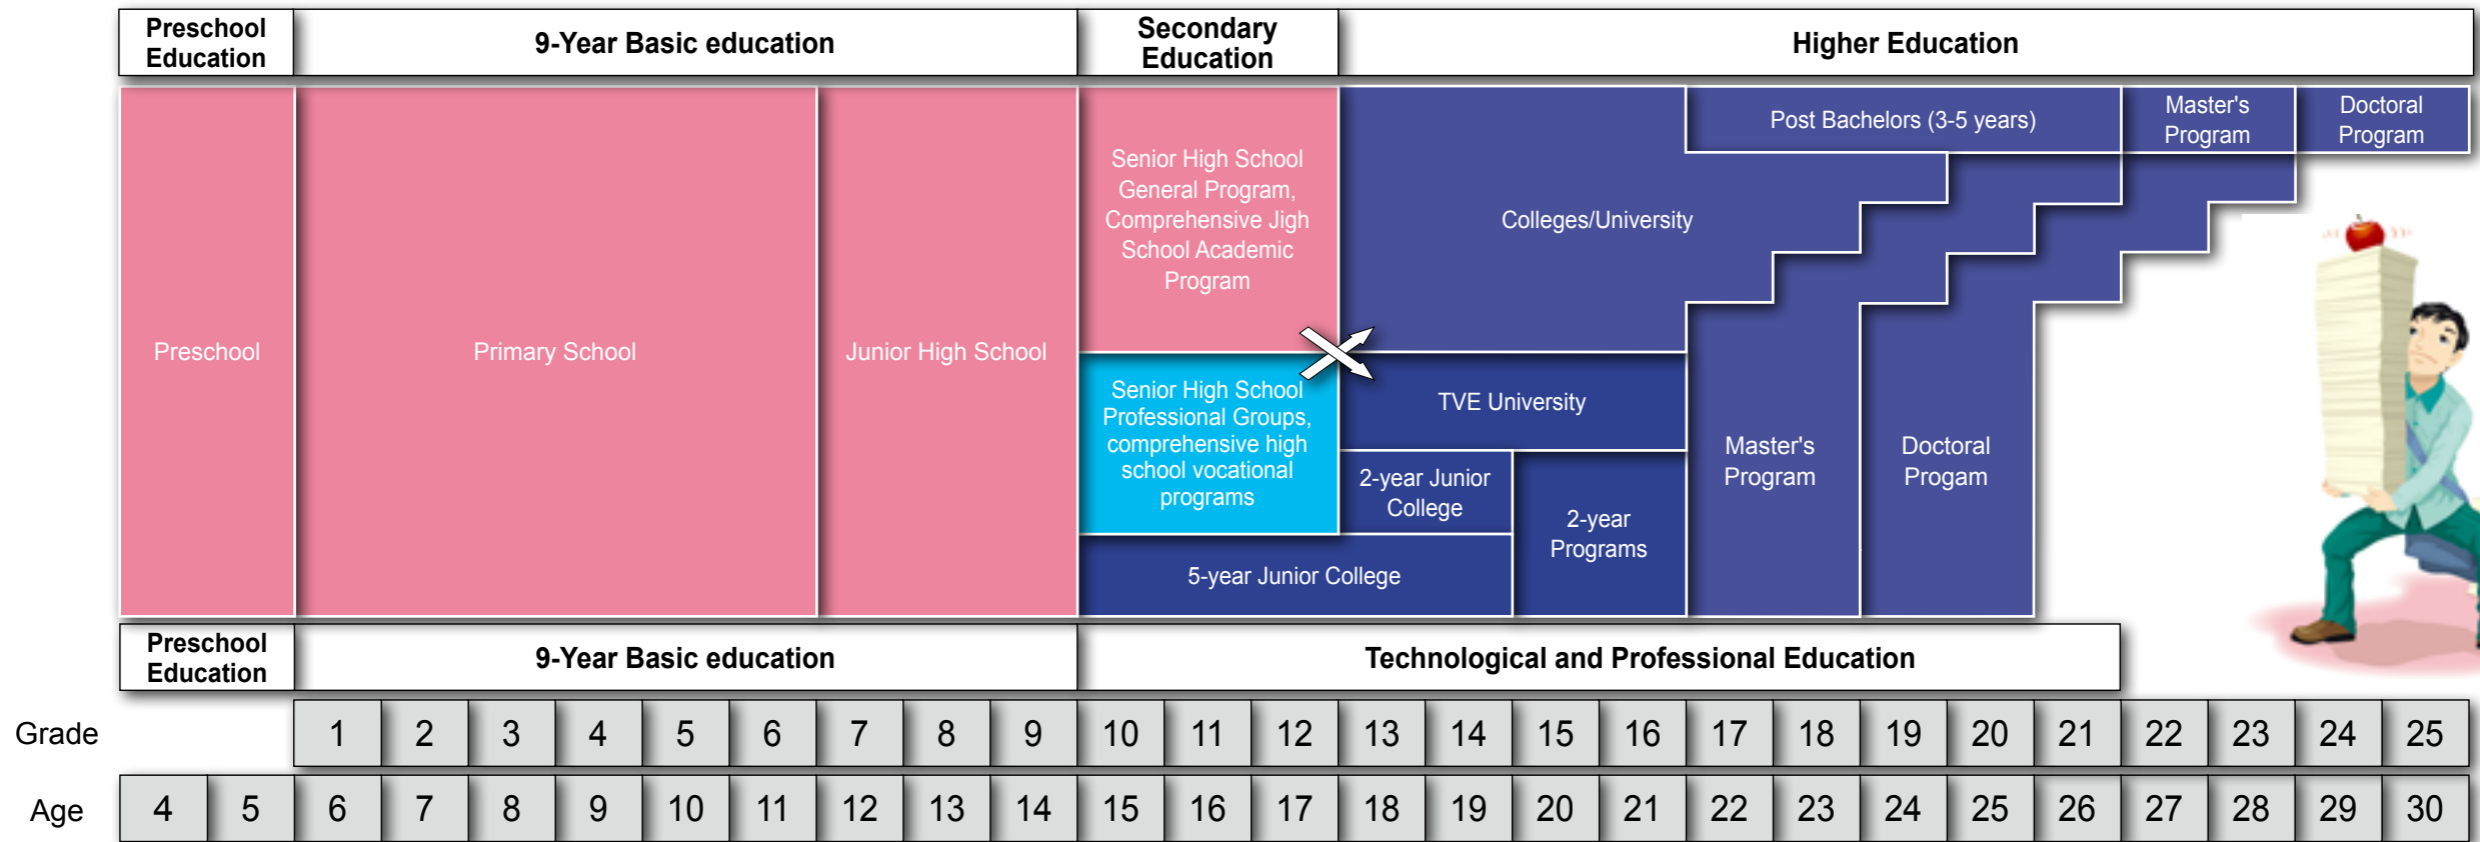 Preschool
Education
9-Year Basic education
Secondary
Education
Higher Education
Preschool
Primary School
Junior High School
Senior High School
General Program,
Comprehensive Jigh
School Academic
Program
Senior High School
Professional Groups,
comprehensive high
school vocational
programs
5-year Junior College
Colleges/University
TVE University
2-year Junior
College
2-year
Programs
Post Bachelors (3-5 years)
Master's
Program
Doctoral
Program
Master's
Program
Doctoral
Progam
Preschool
Education
9-Year Basic education
Technological and Professional Education
Grade 1 2 3 4 5 6 7 8 9 10 11 12 13 14 15 16 17 18 19 20 21 22 23 24 25
Age 4 5 6 7 8 9 10 11 12 13 14 15 16 17 18 19 20 21 22 23 24 25 26 27 28 29 30